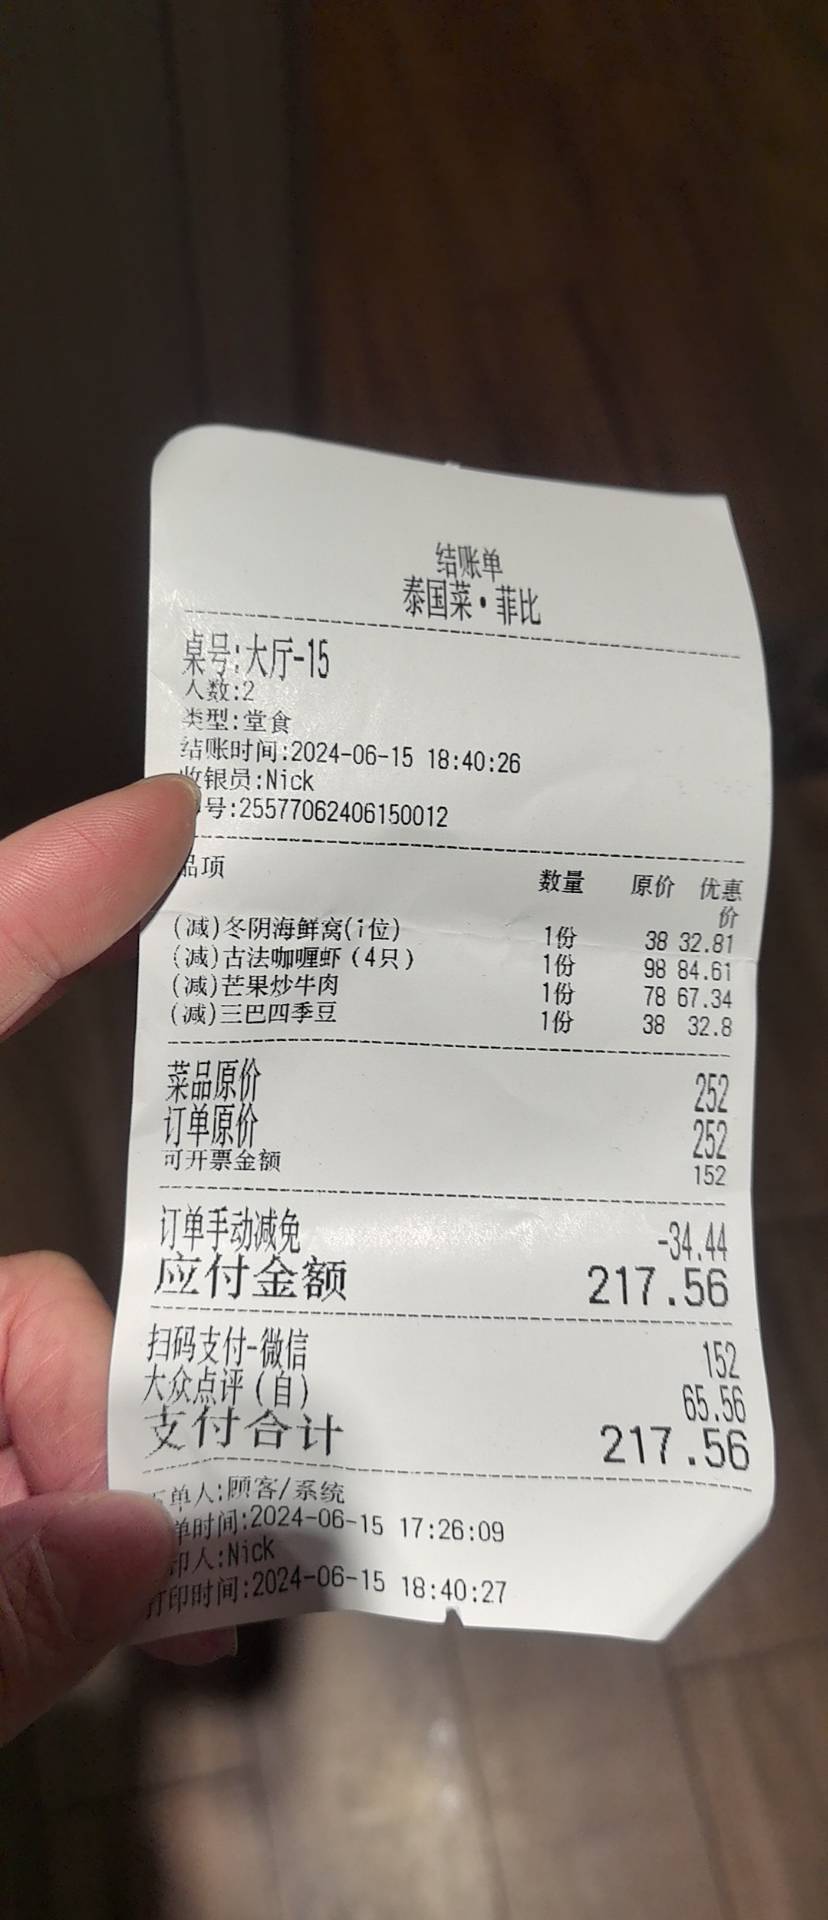 结账单
泰国菜·菲比
桌号:大厅-15
人数:2
类型:堂食
结账时间:2024-06-15 18:40:26
收银员:Nick
号:25577062406150012
品项 数量 原价 优惠价
(减)冬阴海鲜窝(1位) 1份 38 32.81
(减)古法咖喱虾(4只) 1份 98 84.61
(减)芒果炒牛肉 1份 78 67.34
(减)三巴四季豆 1份 38 32.8
菜品原价 252
订单原价 252
可开票金额 152
订单手动减免 -34.44
应付金额 217.56
扫码支付-微信 152
大众点评(自) 65.56
支付合计 217.56
单人:顾客/系统
单时间:2024-06-15 17:26:09
印人:Nick
打印时间:2024-06-15 18:40:27